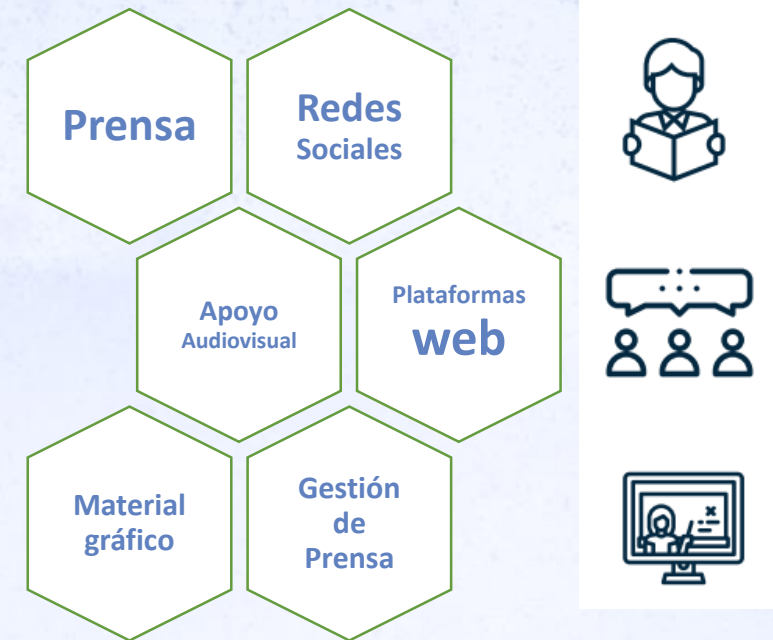 Prensa
Redes
Sociales
Apoyo
Audiovisual
Plataformas
web
Material
gráfico
Gestión
de
Prensa